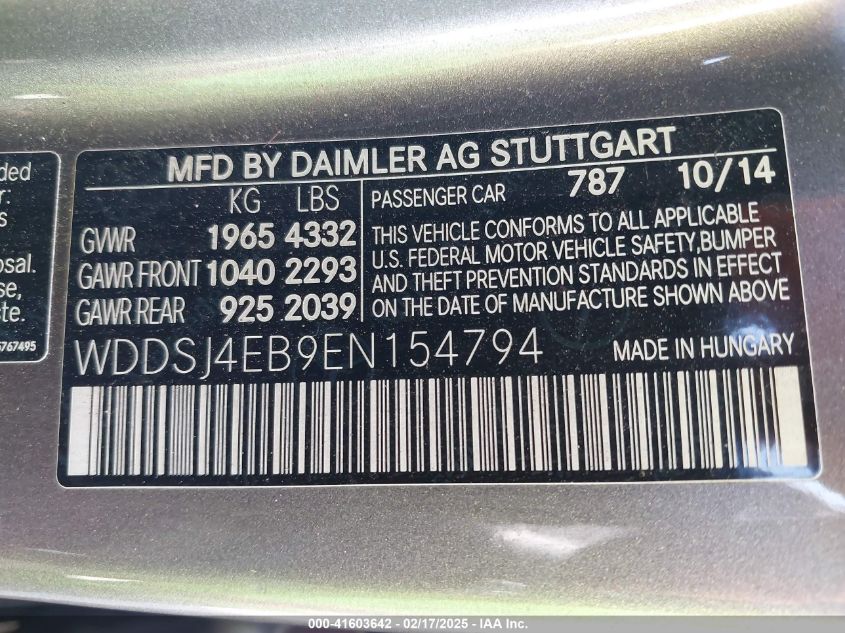 nded
r:
s
osal.
se,
ste.
5767495
MFD BY DAIMLER AG STUTTGART
KG LBS
GVWR 1965 4332
GAWR FRONT 1040 2293
GAWR REAR 925 2039
PASSENGER CAR 787 10/14
THIS VEHICLE CONFORMS TO ALL APPLICABLE
U.S. FEDERAL MOTOR VEHICLE SAFETY, BUMPER
AND THEFT PREVENTION STANDARDS IN EFFECT
ON THE DATE OF MANUFACTURE SHOWN ABOVE
WDDSJ4EB9EN154794 MADE IN HUNGARY
000-41603642 - 02/17/2025 - IAA Inc.